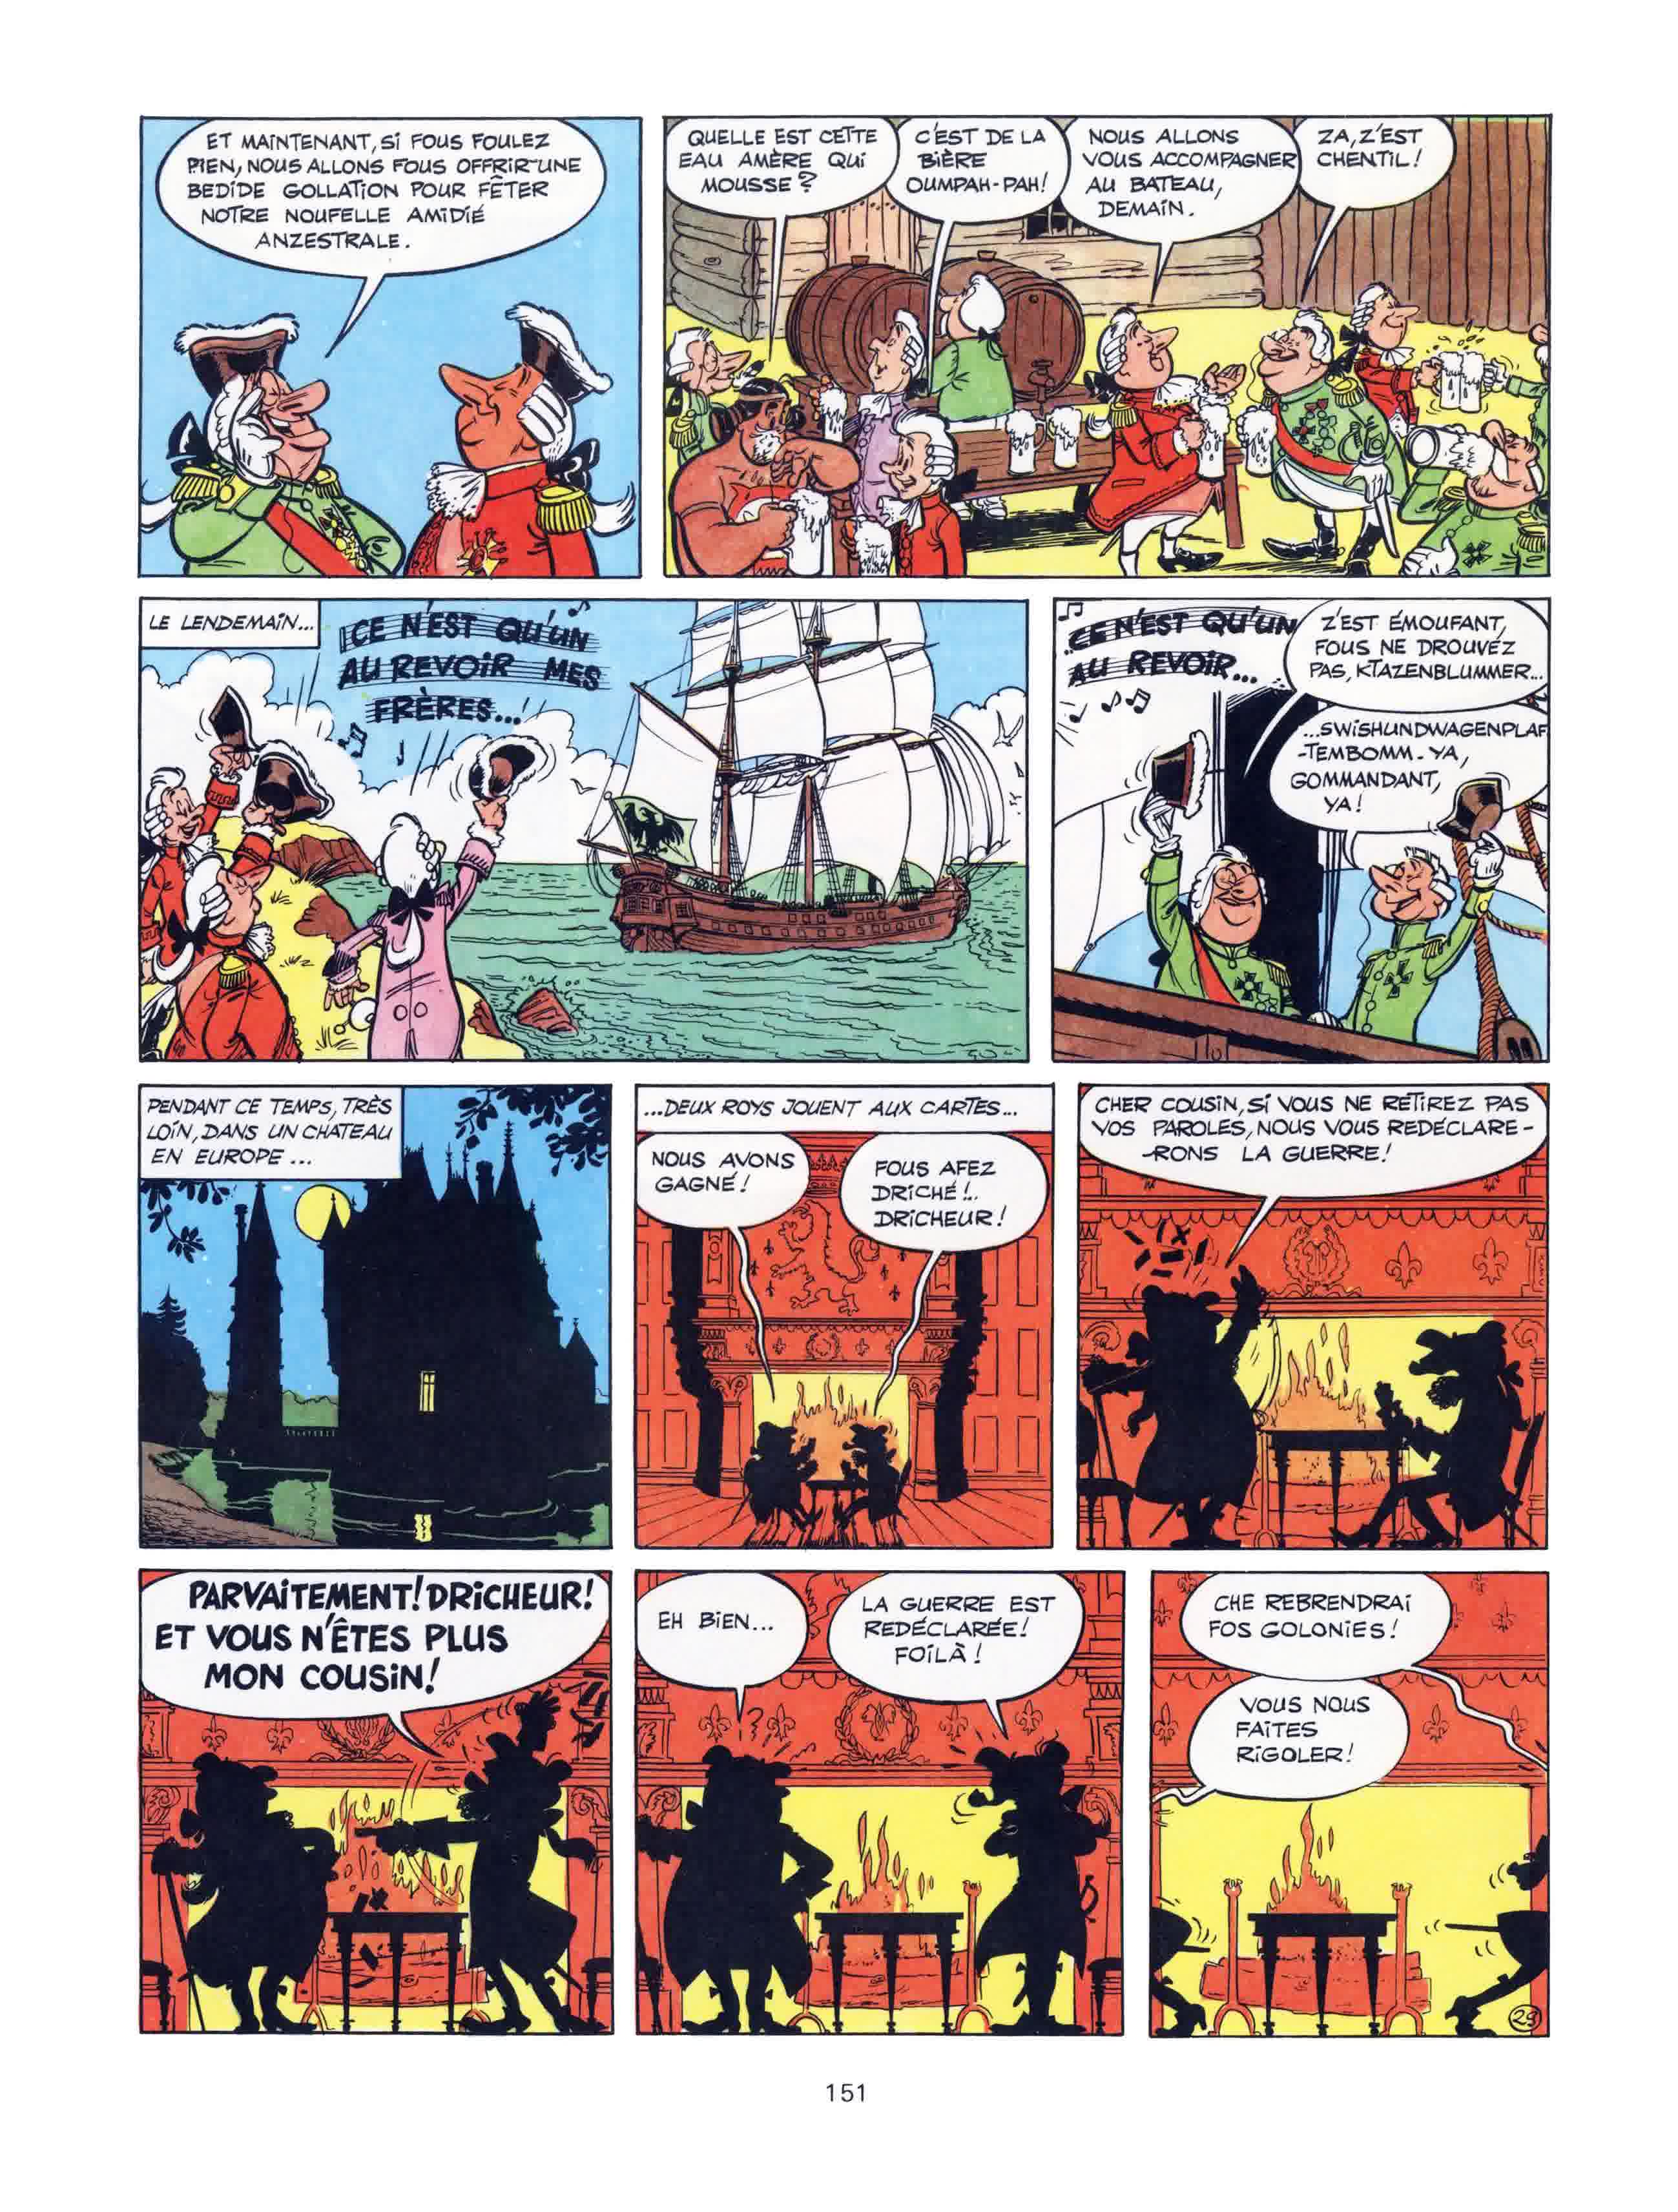 ET MAINTENANT, SI FOUS FOULEZ
PIEN, NOUS ALLONS FOUS OFFRIR UNE
BEDIDE GOLLATION POUR FÊTER
NOTRE NOUFELLE AMIDIÉ
ANZESTRALE.
QUELLE EST CETTE
EAU AMÈRE QUI
MOUSSE ?
C'EST DE LA
BIÈRE
OUMPAH-PAH !
NOUS ALLONS
VOUS ACCOMPAGNER
AU BATEAU,
DEMAIN.
ZA, Z'EST
CHENTIL !
LE LENDEMAIN...
CE N'EST QU'UN
AU REVOIR MES
FRÈRES...
CE N'EST QU'UN
AU REVOIR...
Z'EST ÉMOUFANT,
FOUS NE DROUVEZ
PAS, KTAZENBLUMMER...
...SWISHUNDWAGENPLAF
-TEMBOMM. YA,
GOMMANDANT,
YA !
PENDANT CE TEMPS, TRÈS
LOIN, DANS UN CHATEAU
EN EUROPE ...
...DEUX ROYS JOUENT AUX CARTES...
NOUS AVONS
GAGNÉ !
FOUS AFEZ
DRICHÉ !..
DRICHEUR !
CHER COUSIN, SI VOUS NE RETIREZ PAS
VOS PAROLES, NOUS VOUS REDÉCLARE -
-RONS LA GUERRE !
PARVAITEMENT ! DRICHEUR !
ET VOUS N'ÊTES PLUS
MON COUSIN !
EH BIEN...
LA GUERRE EST
REDÉCLARÉE !
FOILÀ !
CHE REBRENDRAI
FOS GOLONIES !
VOUS NOUS
FAITES
RIGOLER !
151